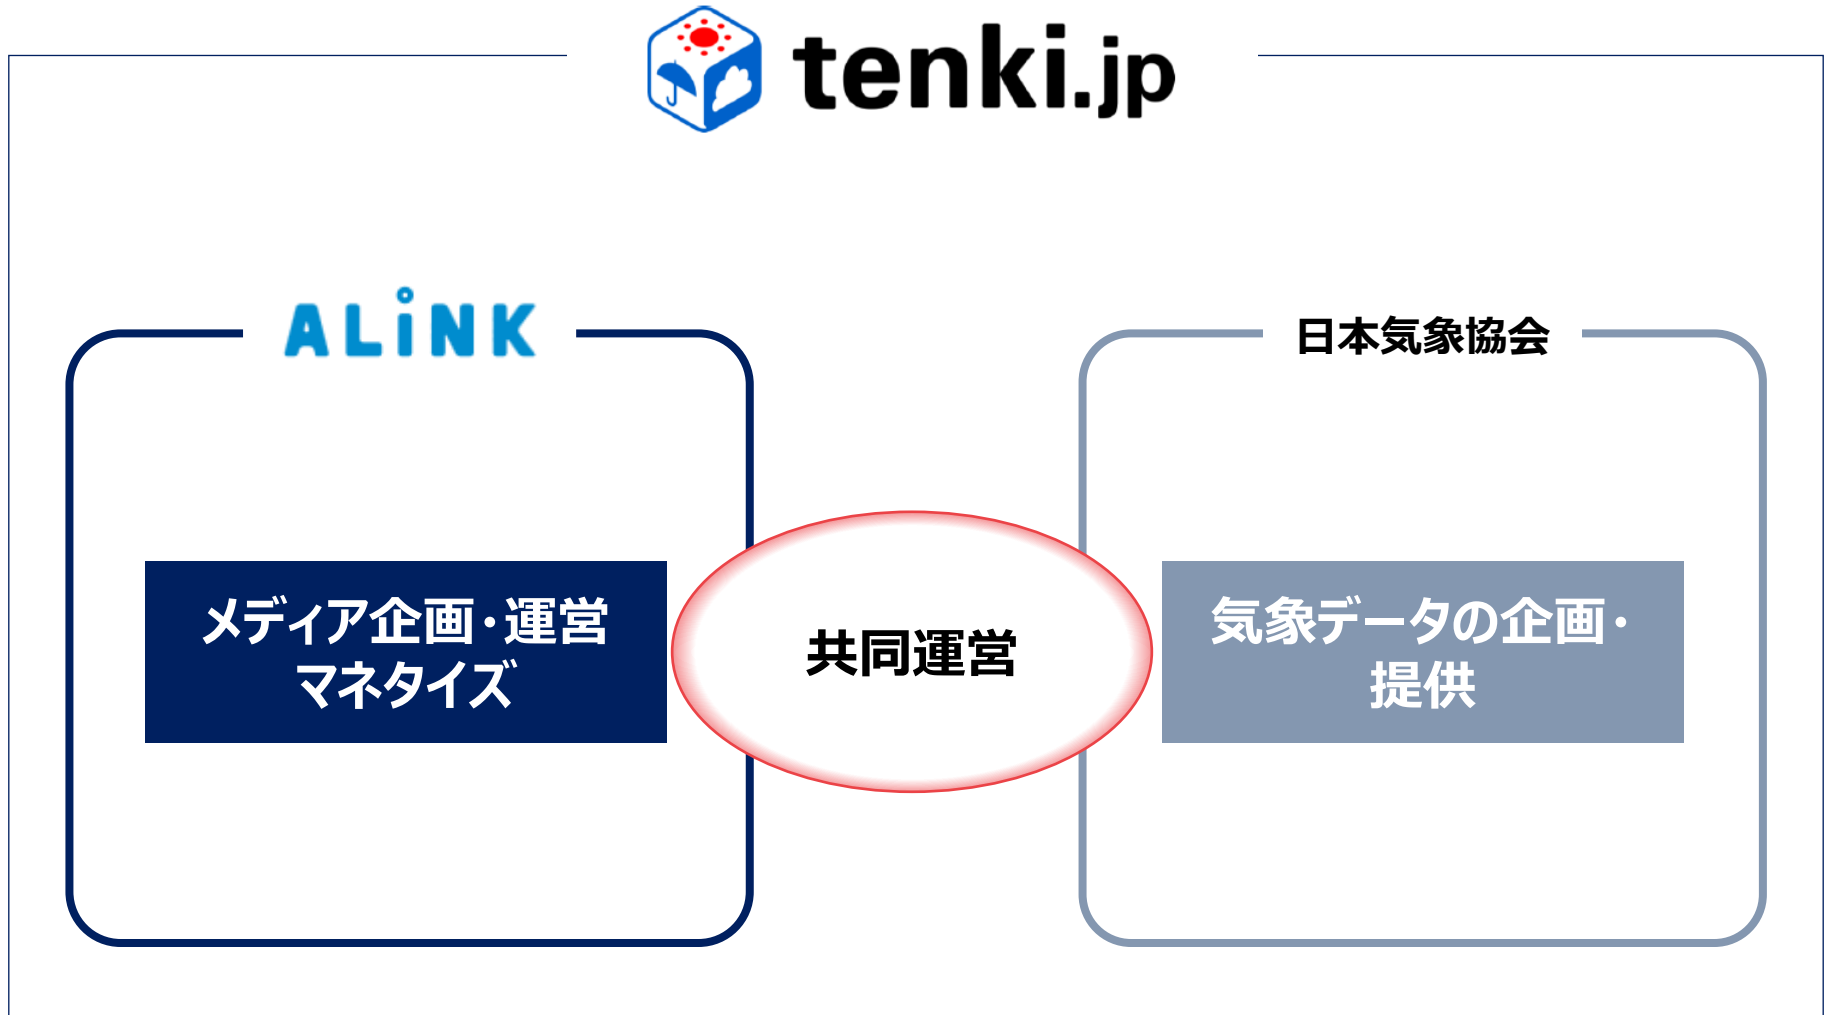 tenki.jp
ALiNK
日本気象協会
メディア企画・運営
マネタイズ
共同運営
気象データの企画・
提供